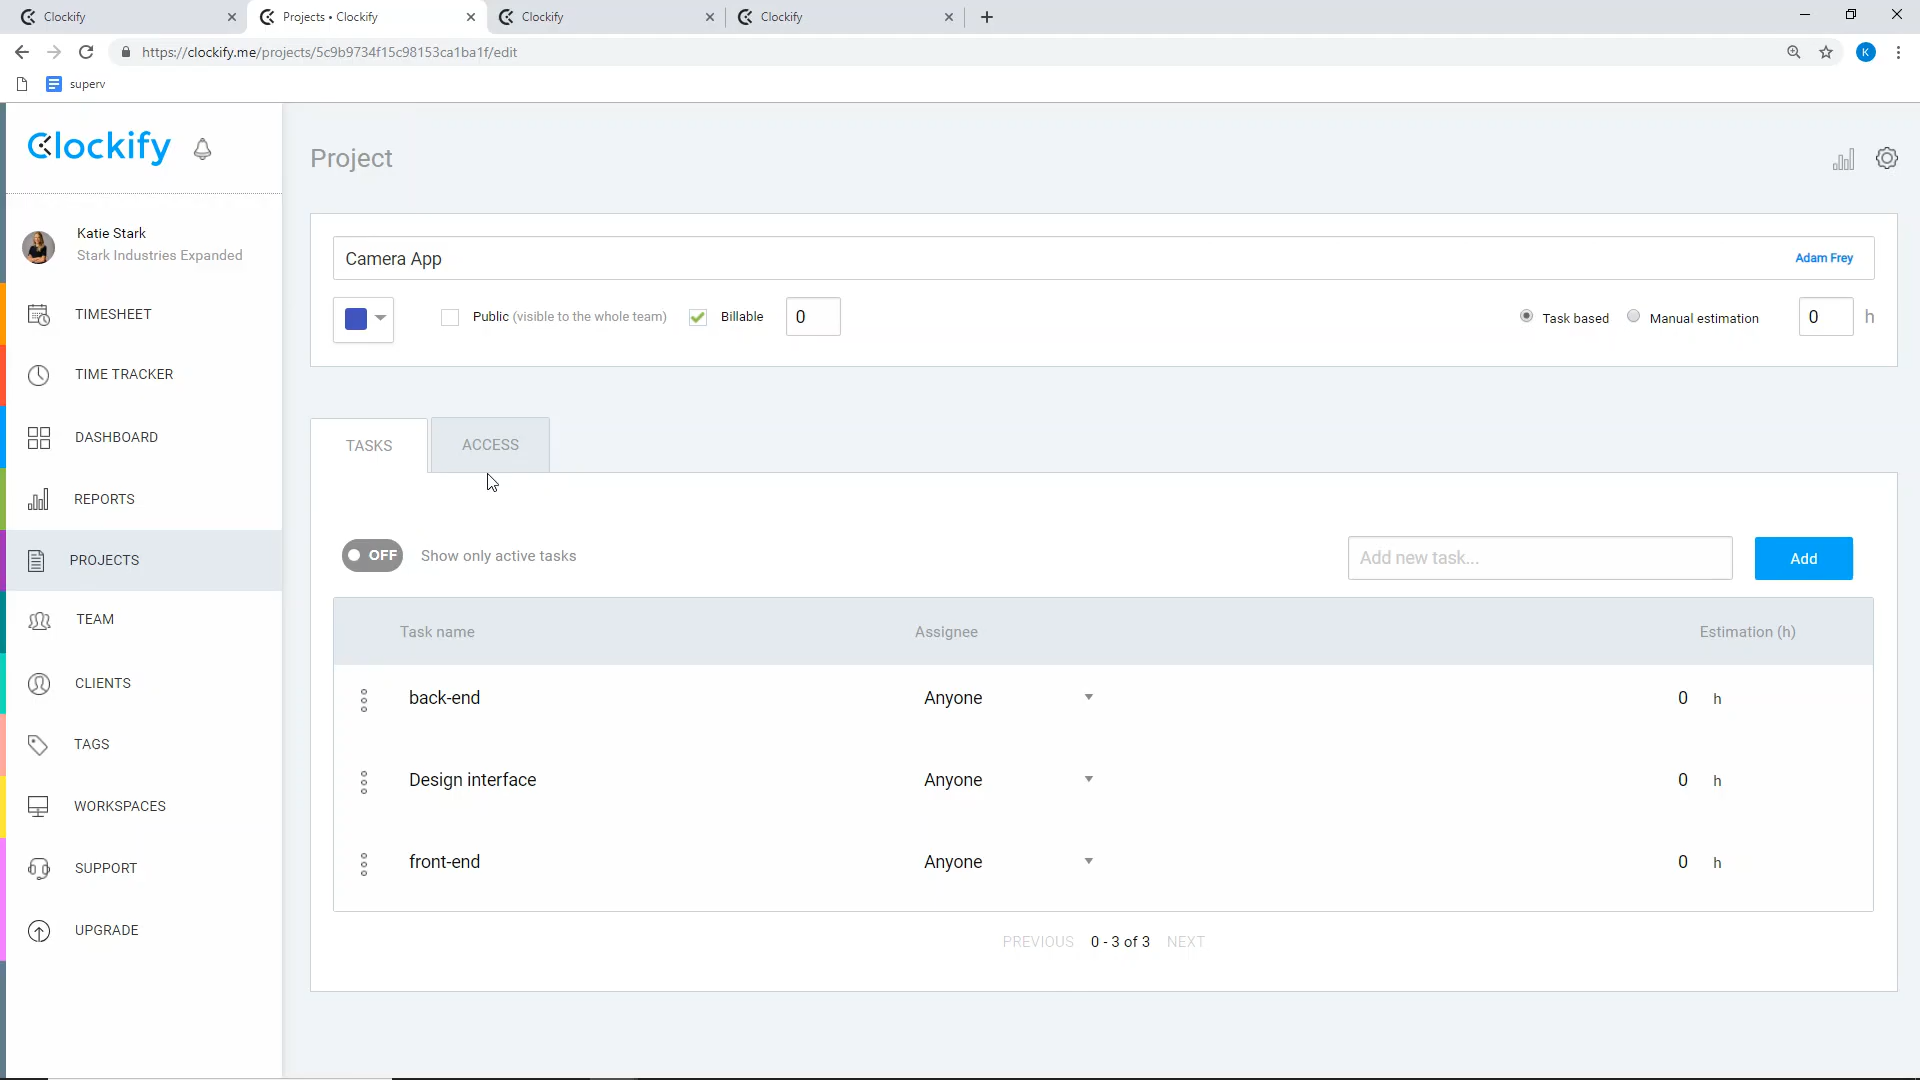 Clockify
Projects • Clockify
Clockify
Clockify
https://clockify.me/projects/5c9b9734f15c98153ca1ba1f/edit
K
superv
Clockify
Katie Stark
Stark Industries Expanded
TIMESHEET
TIME TRACKER
DASHBOARD
REPORTS
PROJECTS
TEAM
CLIENTS
TAGS
WORKSPACES
SUPPORT
UPGRADE
Project
Camera App
Adam Frey
Public (visible to the whole team)
Billable
0
Task based
Manual estimation
0 h
TASKS
ACCESS
OFF
Show only active tasks
Add new task...
Add
Task name Assignee Estimation (h)
back-end Anyone 0 h
Design interface Anyone 0 h
front-end Anyone 0 h
PREVIOUS 0 - 3 of 3 NEXT